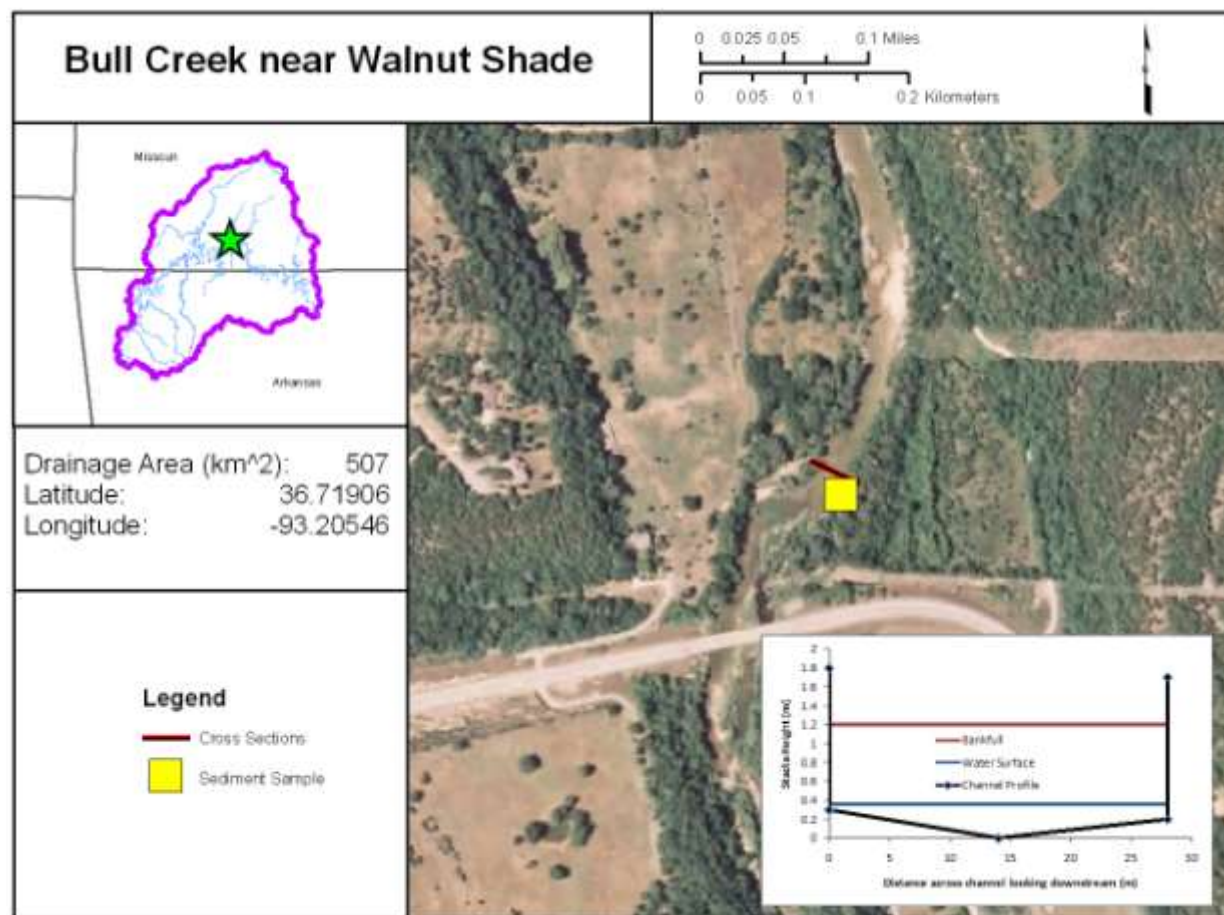 Bull Creek near Walnut Shade
0 0.025 0.05 0.1 Miles
0 0.05 0.1 0.2 Kilometers
Missouri
Arkansas
Drainage Area (km^2): 507
Latitude: 36.71906
Longitude: -93.20546
Legend
Cross Sections
Sediment Sample
2
1.8
1.6
1.4
1.2
1
0.8
0.6
0.4
0.2
0
Stadia Height (m)
Bankfull
Water Surface
Channel Profile
0 5 10 15 20 25 30
Distance across channel looking downstream (m)